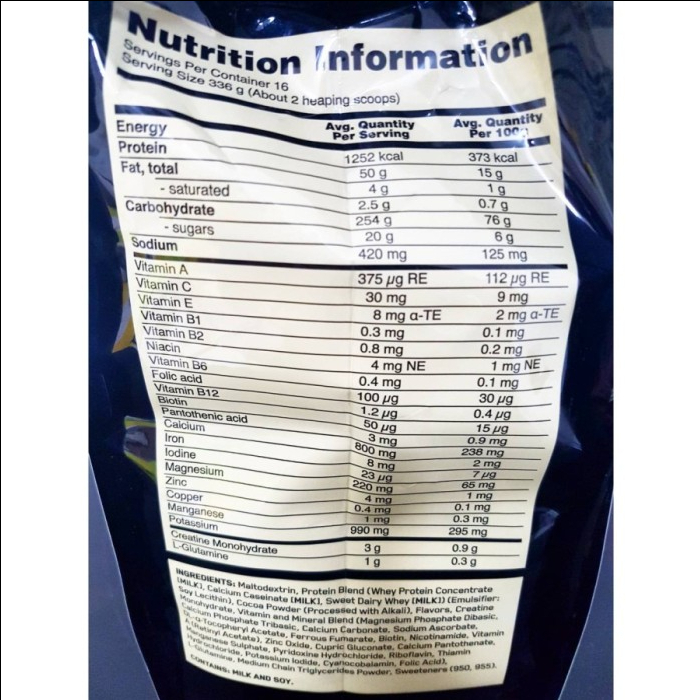 Nutrition Information
Servings Per Container 16
Serving Size 336 g (About 2 heaping scoops)
Avg. Quantity Per Serving Avg. Quantity Per 100g
Energy 1252 kcal 373 kcal
Protein 50 g 15 g
Fat, total 4 g 1 g
- saturated 2.5 g 0.7 g
Carbohydrate 254 g 76 g
- sugars 20 g 6 g
Sodium 420 mg 125 mg
Vitamin A 375 µg RE 112 µg RE
Vitamin C 30 mg 9 mg
Vitamin E 8 mg α-TE 2 mg α-TE
Vitamin B1 0.3 mg 0.1 mg
Vitamin B2 0.8 mg 0.2 mg
Niacin 4 mg NE 1 mg NE
Vitamin B6 0.4 mg 0.1 mg
Folic acid 100 µg 30 µg
Vitamin B12 1.2 µg 0.4 µg
Biotin 50 µg 15 µg
Pantothenic acid 3 mg 0.9 mg
Calcium 800 mg 238 mg
Iron 8 mg 2 mg
Iodine 23 µg 7 µg
Magnesium 220 mg 65 mg
Zinc 4 mg 1 mg
Copper 0.4 mg 0.1 mg
Manganese 1 mg 0.3 mg
Potassium 990 mg 295 mg
Creatine Monohydrate 3 g 0.9 g
L-Glutamine 1 g 0.3 g
INGREDIENTS: Maltodextrin, Protein Blend (Whey Protein Concentrate
(MILK), Calcium Caseinate (MILK), Sweet Dairy Whey (MILK)) (Emulsifier:
Soy Lecithin), Cocoa Powder (Processed with Alkali), Flavors, Creatine
Monohydrate, Vitamin and Mineral Blend (Magnesium Phosphate Dibasic,
Calcium Phosphate Tribasic, Calcium Carbonate, Sodium Ascorbate,
DL-α-Tocopheryl Acetate, Ferrous Fumarate, Biotin, Nicotinamide, Vitamin
A (Retinyl Acetate), Zinc Oxide, Cupric Gluconate, Calcium Pantothenate,
Manganese Sulphate, Pyridoxine Hydrochloride, Riboflavin, Thiamin
Hydrochloride, Potassium Iodide, Cyanocobalamin, Folic Acid),
L-Glutamine, Medium Chain Triglycerides Powder, Sweeteners (950, 955).
CONTAINS: MILK AND SOY.